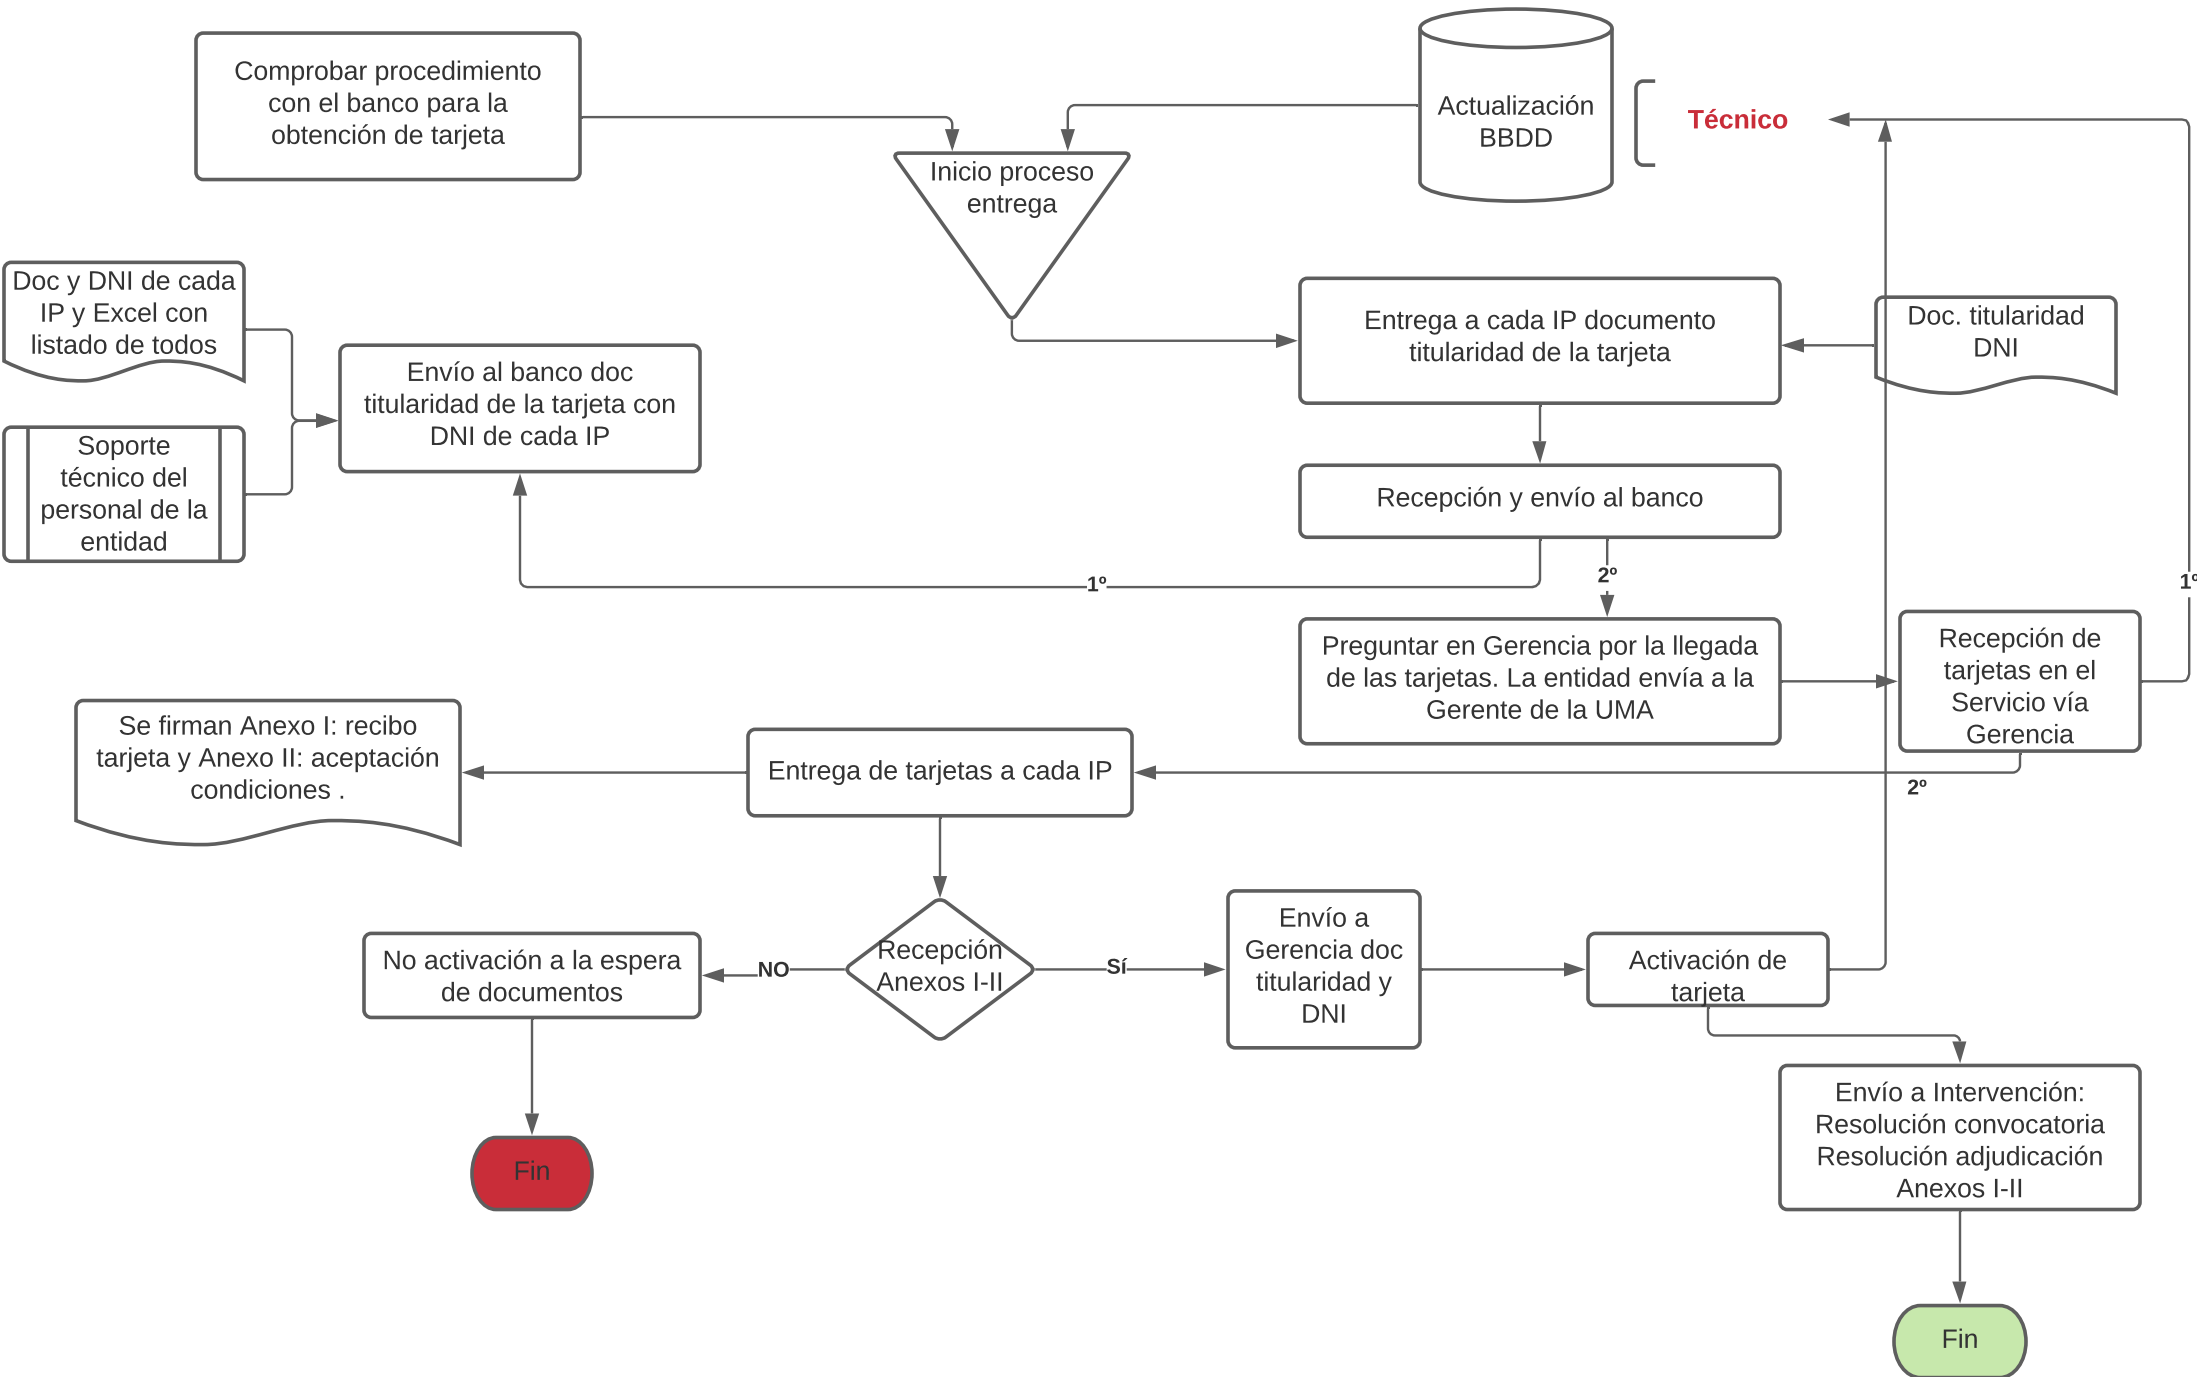 Comprobar procedimiento
con el banco para la
obtención de tarjeta
Actualización
BBDD
Técnico
Inicio proceso
entrega
Doc y DNI de cada
IP y Excel con
listado de todos
Soporte
técnico del
personal de la
entidad
Envío al banco doc
titularidad de la tarjeta con
DNI de cada IP
Entrega a cada IP documento
titularidad de la tarjeta
Doc. titularidad
DNI
Recepción y envío al banco
1º
2º
1º
Preguntar en Gerencia por la llegada
de las tarjetas. La entidad envía a la
Gerente de la UMA
Recepción de
tarjetas en el
Servicio vía
Gerencia
2º
Se firman Anexo I: recibo
tarjeta y Anexo II: aceptación
condiciones .
Entrega de tarjetas a cada IP
Recepción
Anexos I-II
NO
Sí
No activación a la espera
de documentos
Envío a
Gerencia doc
titularidad y
DNI
Activación de
tarjeta
Envío a Intervención:
Resolución convocatoria
Resolución adjudicación
Anexos I-II
Fin
Fin